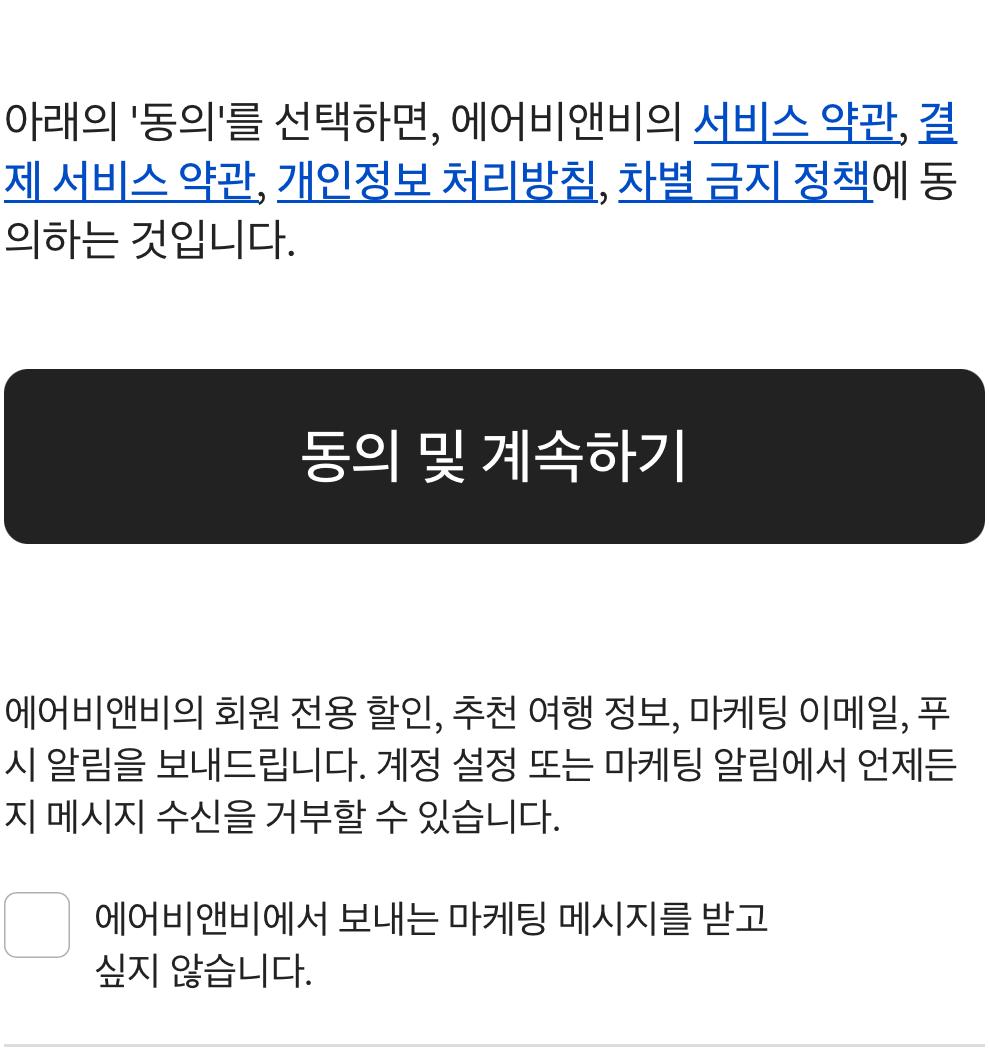 아래의 '동의'를 선택하면, 에어비앤비의 서비스 약관, 결
제 서비스 약관, 개인정보 처리방침, 차별 금지 정책에 동
의하는 것입니다.
동의 및 계속하기
에어비앤비의 회원 전용 할인, 추천 여행 정보, 마케팅 이메일, 푸
시 알림을 보내드립니다. 계정 설정 또는 마케팅 알림에서 언제든
지 메시지 수신을 거부할 수 있습니다.
에어비앤비에서 보내는 마케팅 메시지를 받고
싶지 않습니다.